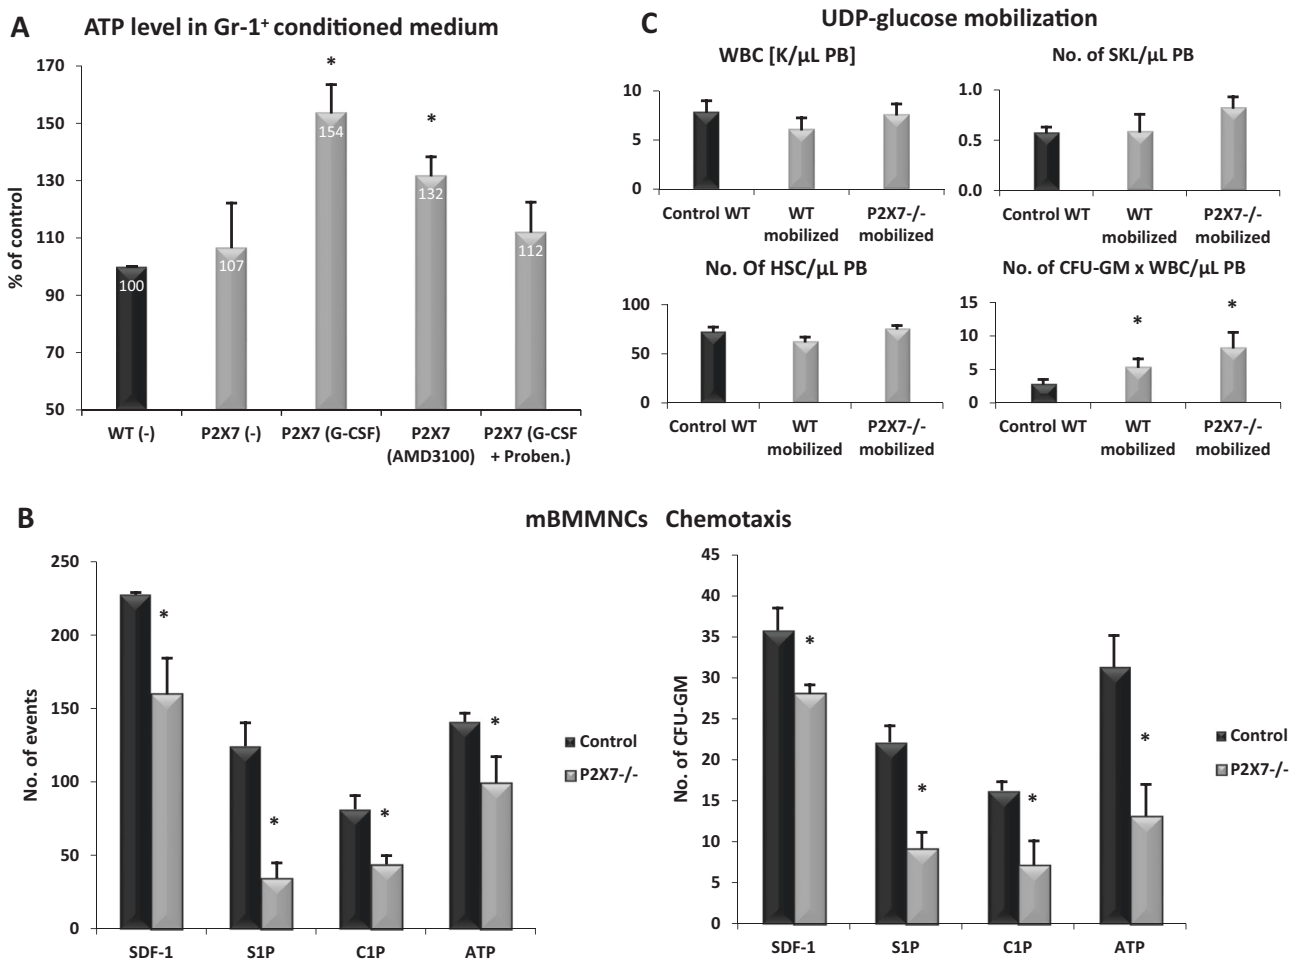 A
ATP level in Gr-1⁺ conditioned medium
170
150
130
110
90
70
50
% of control
*
*
100
107
154
132
112
WT (-)
P2X7 (-)
P2X7 (G-CSF)
P2X7
(AMD3100)
P2X7 (G-CSF
+ Proben.)
C
UDP-glucose mobilization
WBC [K/µL PB]
10
5
0
Control WT
WT
mobilized
P2X7-/-
mobilized
No. of SKL/µL PB
1.0
0.5
0.0
Control WT
WT
mobilized
P2X7-/-
mobilized
No. Of HSC/µL PB
100
50
0
Control WT
WT
mobilized
P2X7-/-
mobilized
No. of CFU-GM x WBC/µL PB
15
10
5
0
*
*
Control WT
WT
mobilized
P2X7-/-
mobilized
B
mBMMNCs Chemotaxis
250
200
150
100
50
0
No. of events
*
*
*
*
SDF-1
S1P
C1P
ATP
Control
P2X7-/-
45
40
35
30
25
20
15
10
5
0
No. of CFU-GM
*
*
*
*
SDF-1
S1P
C1P
ATP
Control
P2X7-/-